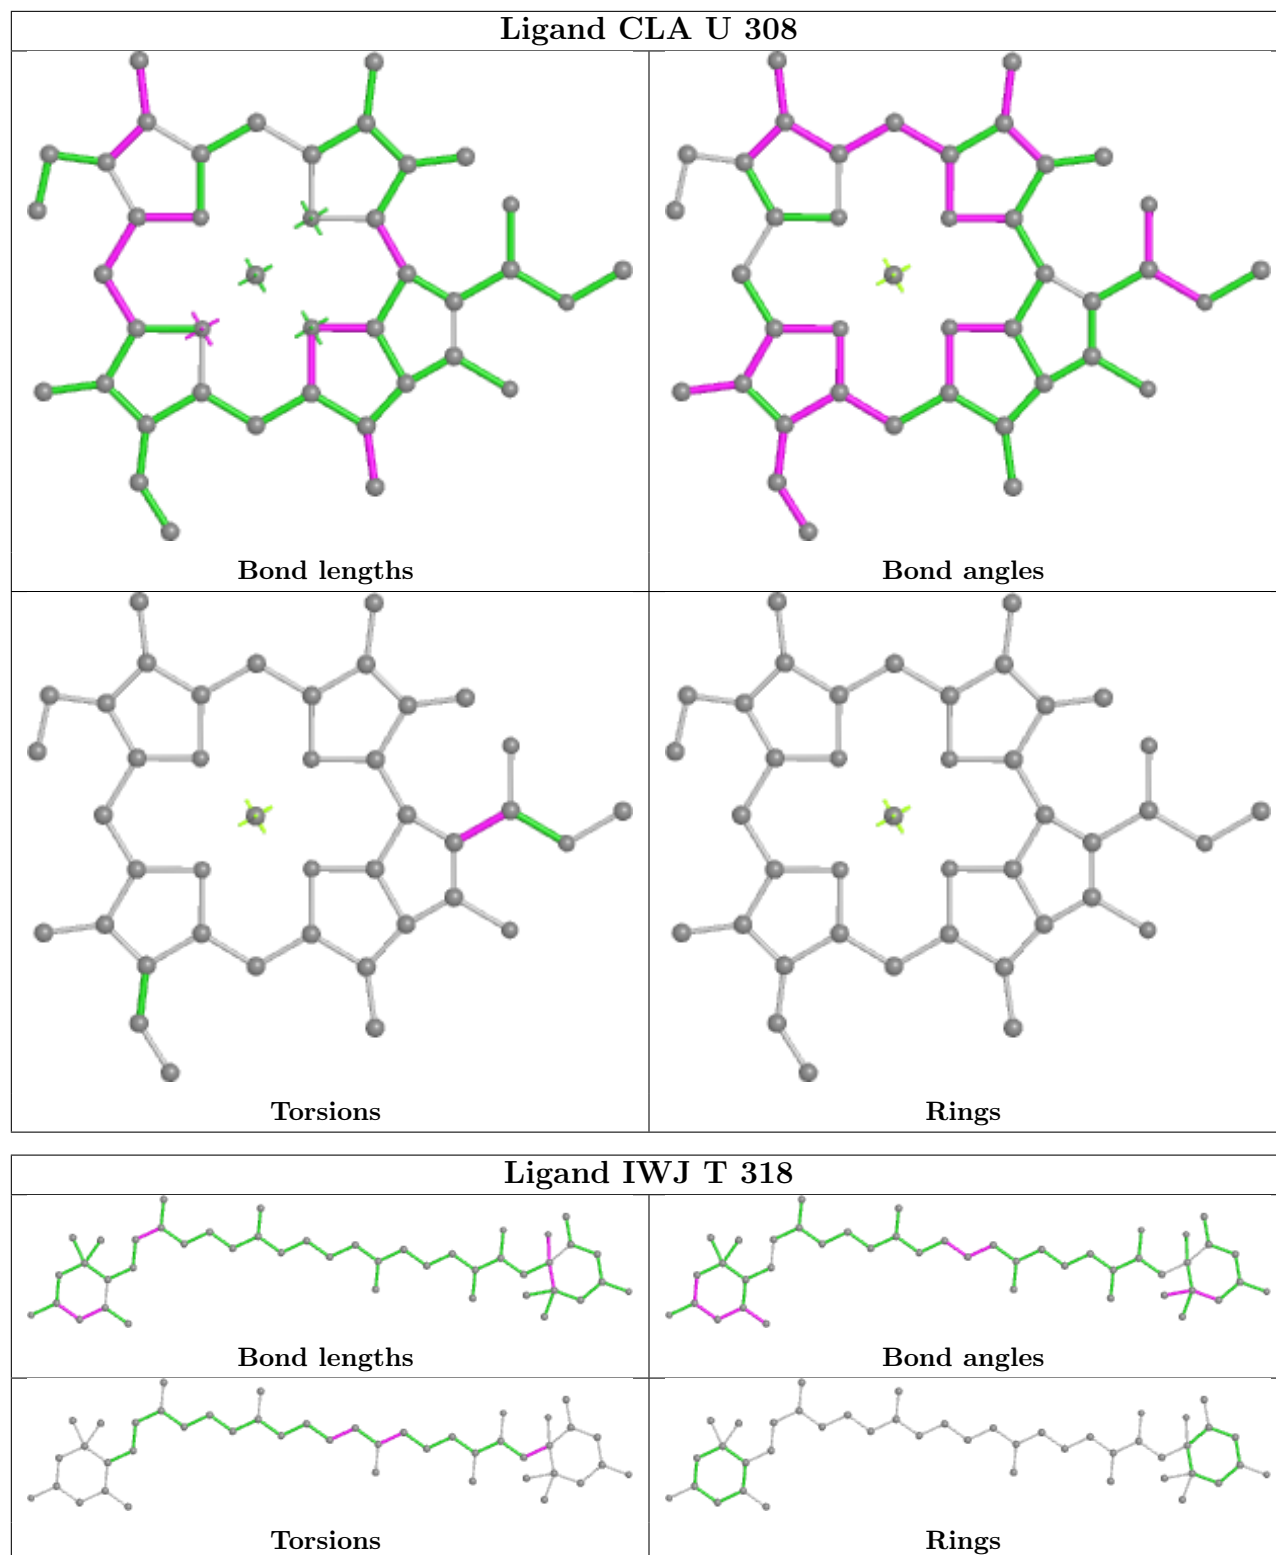 Ligand CLA U 308
Bond lengths
Bond angles
Torsions
Rings
Ligand IWJ T 318
Bond lengths
Bond angles
Torsions
Rings